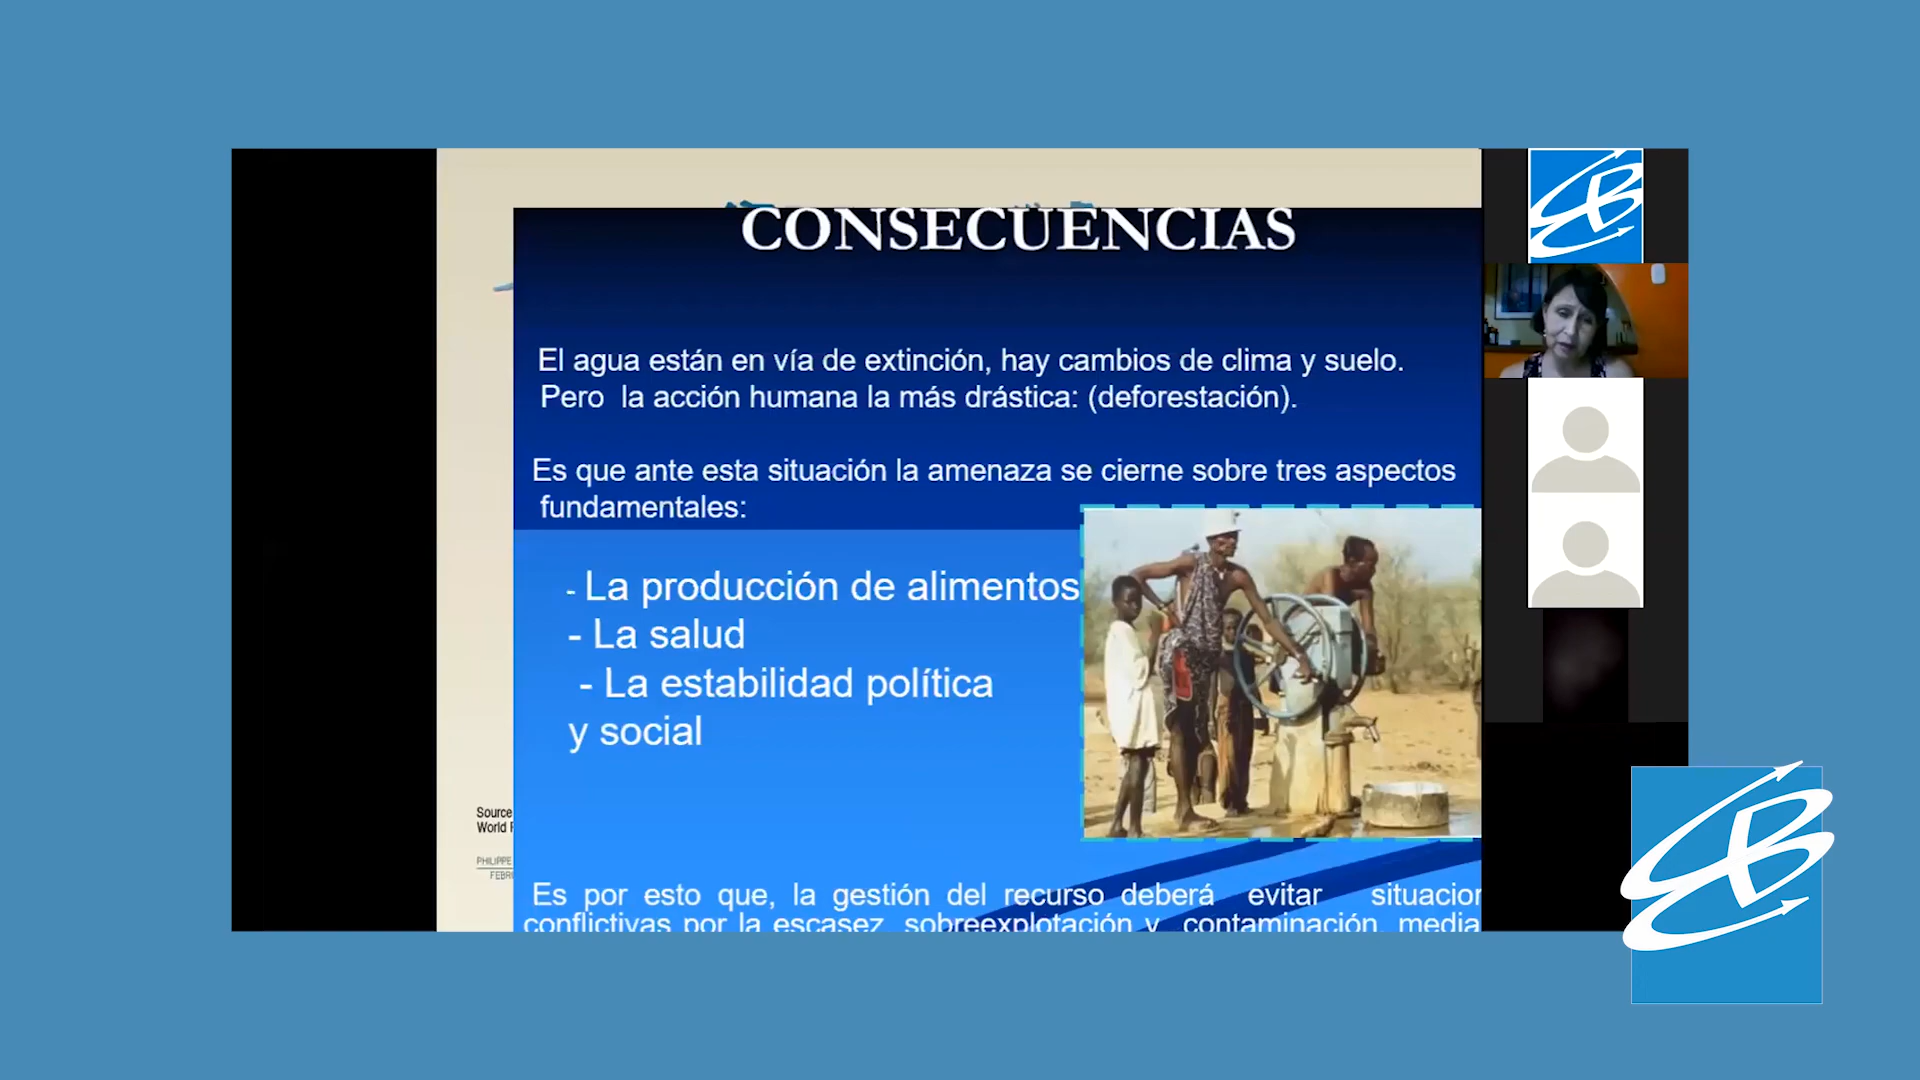 CONSECUENCIAS
El agua están en vía de extinción, hay cambios de clima y suelo.
Pero la acción humana la más drástica: (deforestación).
Es que ante esta situación la amenaza se cierne sobre tres aspectos
fundamentales:
- La producción de alimentos
- La salud
- La estabilidad política
y social
Source
World
PHILIPPE
Es por esto que, la gestión del recurso deberá evitar
conflictivas por la escasez, sobreexplotación y contaminación, media